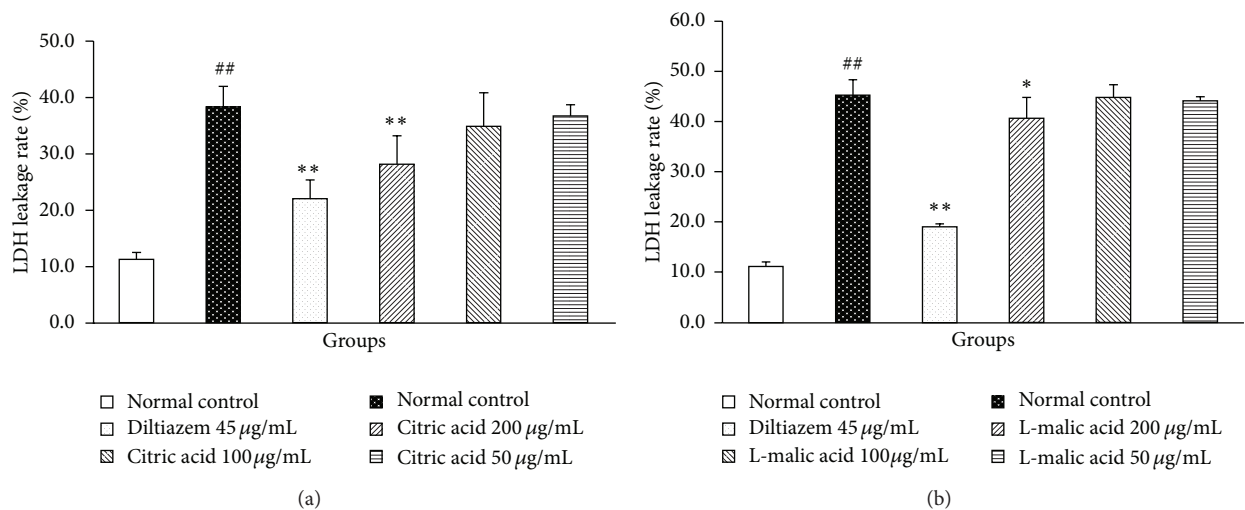 50.0
40.0
30.0
20.0
10.0
0.0
LDH leakage rate (%)
##
**
**
Groups
Normal control
Normal control
Diltiazem 45 μg/mL
Citric acid 200 μg/mL
Citric acid 100 μg/mL
Citric acid 50 μg/mL
(a)
60.0
50.0
40.0
30.0
20.0
10.0
0.0
LDH leakage rate (%)
##
**
*
Groups
Normal control
Normal control
Diltiazem 45 μg/mL
L-malic acid 200 μg/mL
L-malic acid 100 μg/mL
L-malic acid 50 μg/mL
(b)